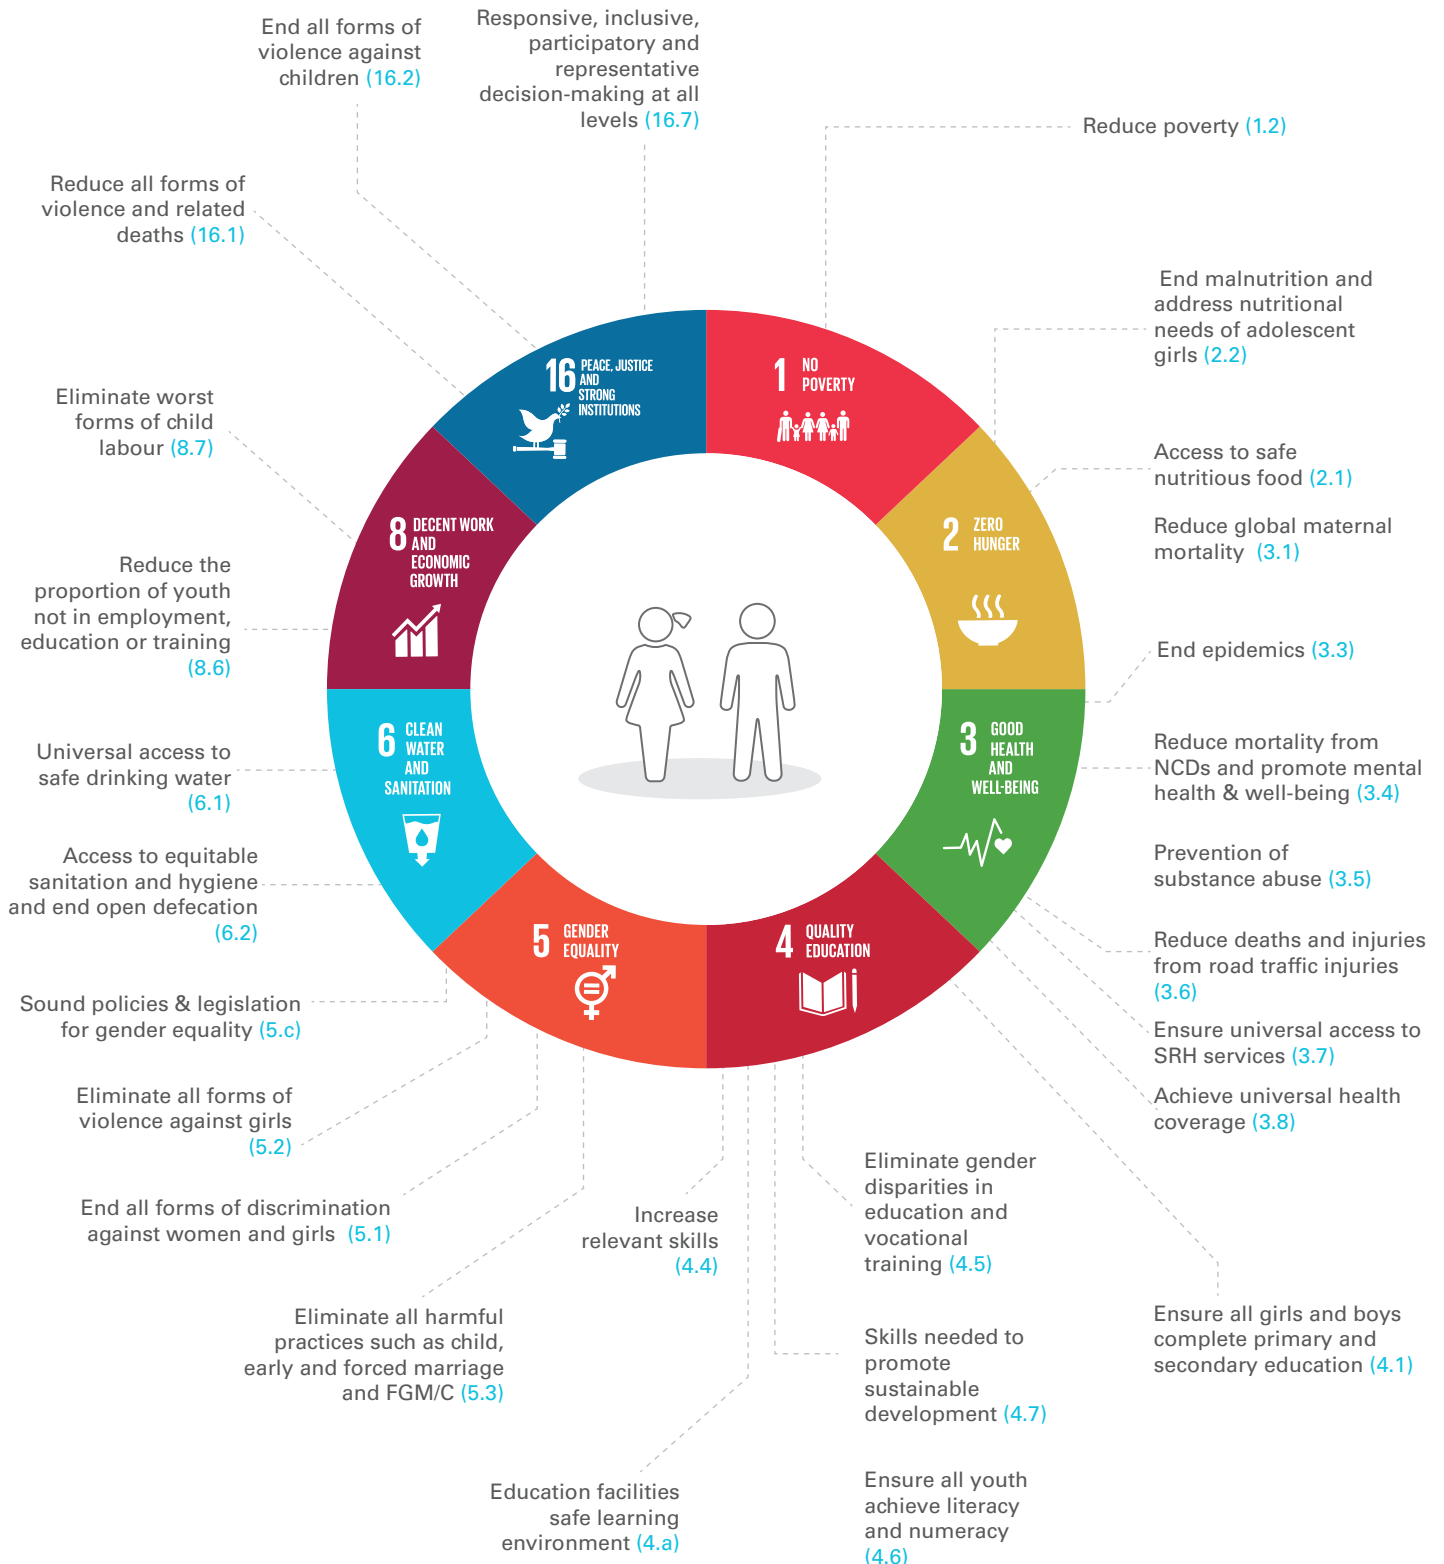 End all forms of
violence against
children (16.2)
Responsive, inclusive,
participatory and
representative
decision-making at all
levels (16.7)
Reduce poverty (1.2)
Reduce all forms of
violence and related
deaths (16.1)
End malnutrition and
address nutritional
needs of adolescent
girls (2.2)
Eliminate worst
forms of child
labour (8.7)
Access to safe
nutritious food (2.1)
Reduce global maternal
mortality (3.1)
Reduce the
proportion of youth
not in employment,
education or training
(8.6)
End epidemics (3.3)
Universal access to
safe drinking water
(6.1)
Reduce mortality from
NCDs and promote mental
health & well-being (3.4)
Access to equitable
sanitation and hygiene
and end open defecation
(6.2)
Prevention of
substance abuse (3.5)
Reduce deaths and injuries
from road traffic injuries
(3.6)
Sound policies & legislation
for gender equality (5.c)
Ensure universal access to
SRH services (3.7)
Eliminate all forms of
violence against girls
(5.2)
Achieve universal health
coverage (3.8)
End all forms of discrimination
against women and girls (5.1)
Increase
relevant skills
(4.4)
Eliminate gender
disparities in
education and
vocational
training (4.5)
Eliminate all harmful
practices such as child,
early and forced marriage
and FGM/C (5.3)
Skills needed to
promote
sustainable
development (4.7)
Ensure all girls and boys
complete primary and
secondary education (4.1)
Education facilities
safe learning
environment (4.a)
Ensure all youth
achieve literacy
and numeracy
(4.6)
16 PEACE, JUSTICE
AND
STRONG
INSTITUTIONS
1 NO
POVERTY
8 DECENT WORK
AND
ECONOMIC
GROWTH
2 ZERO
HUNGER
6 CLEAN
WATER
AND
SANITATION
3 GOOD
HEALTH
AND
WELL-BEING
5 GENDER
EQUALITY
4 QUALITY
EDUCATION